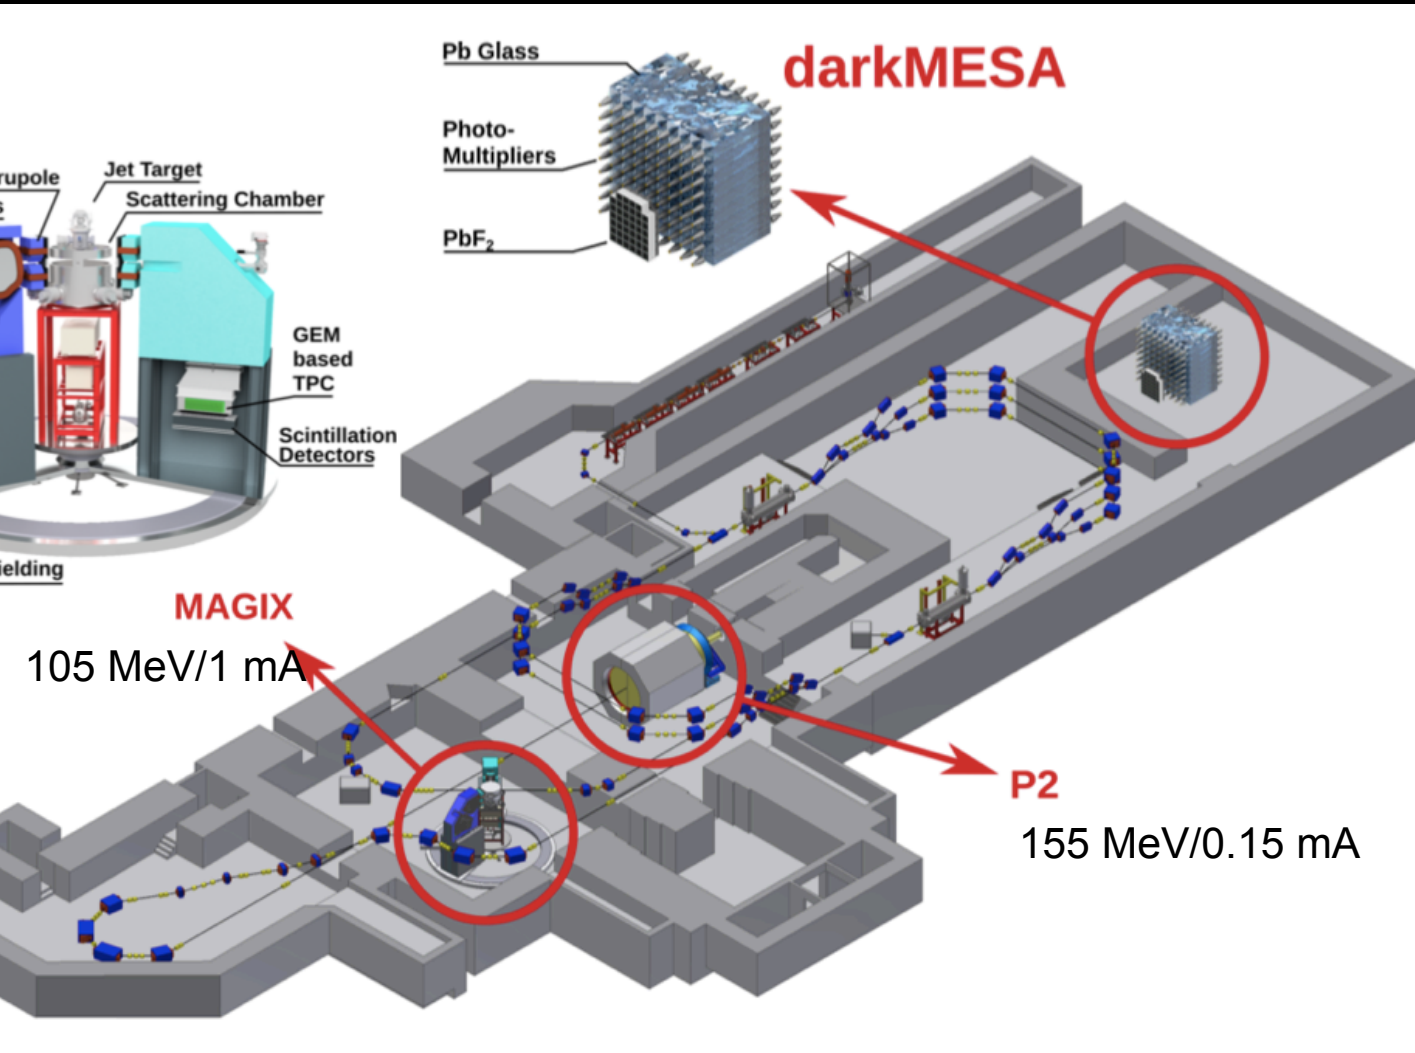 Pb Glass
darkMESA
Photo-
Multipliers
PbF₂
rupole
s
Jet Target
Scattering Chamber
GEM
based
TPC
Scintillation
Detectors
ielding
MAGIX
105 MeV/1 mA
P2
155 MeV/0.15 mA